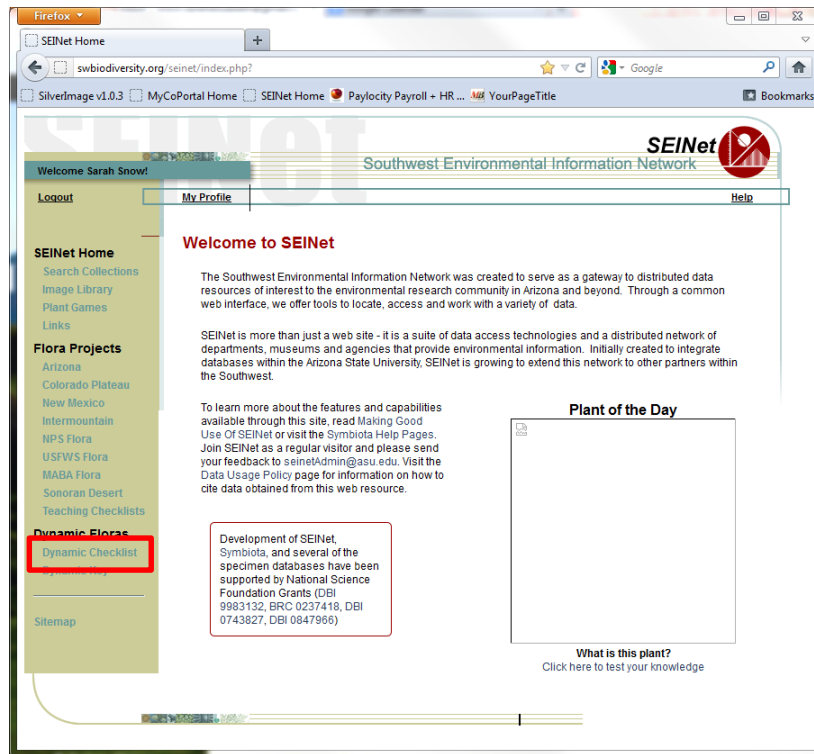 Firefox
SEINet Home
swbiodiversity.org/seinet/index.php?
Google
SilverImage v1.0.3 MyCoPortal Home SEINet Home Paylocity Payroll + HR ... YourPageTitle Bookmarks
SEINet
SEINet
Southwest Environmental Information Network
Welcome Sarah Snow!
Logout My Profile Help
SEINet Home
Search Collections
Image Library
Plant Games
Links
Flora Projects
Arizona
Colorado Plateau
New Mexico
Intermountain
NPS Flora
USFWS Flora
MABA Flora
Sonoran Desert
Teaching Checklists
Dynamic Floras
Dynamic Checklist
Dynamic Key
Sitemap
Welcome to SEINet
The Southwest Environmental Information Network was created to serve as a gateway to distributed data
resources of interest to the environmental research community in Arizona and beyond. Through a common
web interface, we offer tools to locate, access and work with a variety of data.
SEINet is more than just a web site - it is a suite of data access technologies and a distributed network of
departments, museums and agencies that provide environmental information. Initially created to integrate
databases within the Arizona State University, SEINet is growing to extend this network to other partners within
the Southwest.
To learn more about the features and capabilities
available through this site, read Making Good
Use Of SEINet or visit the Symbiota Help Pages.
Join SEINet as a regular visitor and please send
your feedback to seinetAdmin@asu.edu. Visit the
Data Usage Policy page for information on how to
cite data obtained from this web resource.
Development of SEINet,
Symbiota, and several of the
specimen databases have been
supported by National Science
Foundation Grants (DBI
9983132, BRC 0237418, DBI
0743827, DBI 0847966)
Plant of the Day
What is this plant?
Click here to test your knowledge